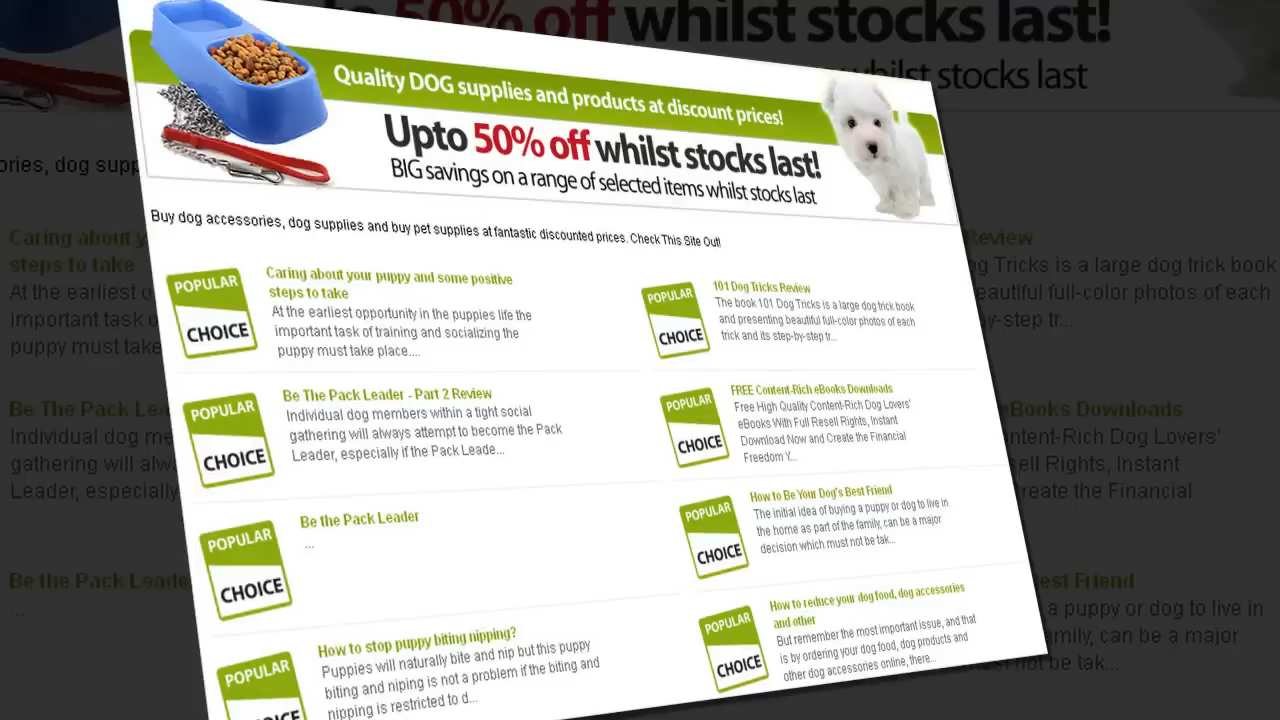 Quality DOG supplies and products at discount prices!
Upto 50% off whilst stocks last!
BIG savings on a range of selected items whilst stocks last
Buy dog accessories, dog supplies and buy pet supplies at fantastic discounted prices. Check This Site Out!
POPULAR
CHOICE
Caring about your puppy and some positive
steps to take
At the earliest opportunity in the puppies life the
important task of training and socializing the
puppy must take place....
POPULAR
CHOICE
101 Dog Tricks Review
The book 101 Dog Tricks is a large dog trick book
and presenting beautiful full-color photos of each
trick and its step-by-step tr...
POPULAR
CHOICE
Be The Pack Leader - Part 2 Review
Individual dog members within a tight social
gathering will always attempt to become the Pack
Leader, especially if the Pack Leade...
POPULAR
CHOICE
FREE Content-Rich eBooks Downloads
Free High Quality Content-Rich Dog Lovers'
eBooks With Full Resell Rights, Instant
Download Now and Create the Financial
Freedom Y...
POPULAR
CHOICE
Be the Pack Leader
...
POPULAR
CHOICE
How to Be Your Dog's Best Friend
The initial idea of buying a puppy or dog to live in
the home as part of the family, can be a major
decision which must not be tak...
POPULAR
CHOICE
How to stop puppy biting nipping?
Puppies will naturally bite and nip but this puppy
biting and niping is not a problem if the biting and
nipping is restricted to d...
POPULAR
CHOICE
How to reduce your dog food, dog accessories
and other
But remember the most important issue, and that
is by ordering your dog food, dog products and
other dog accessories online, there...